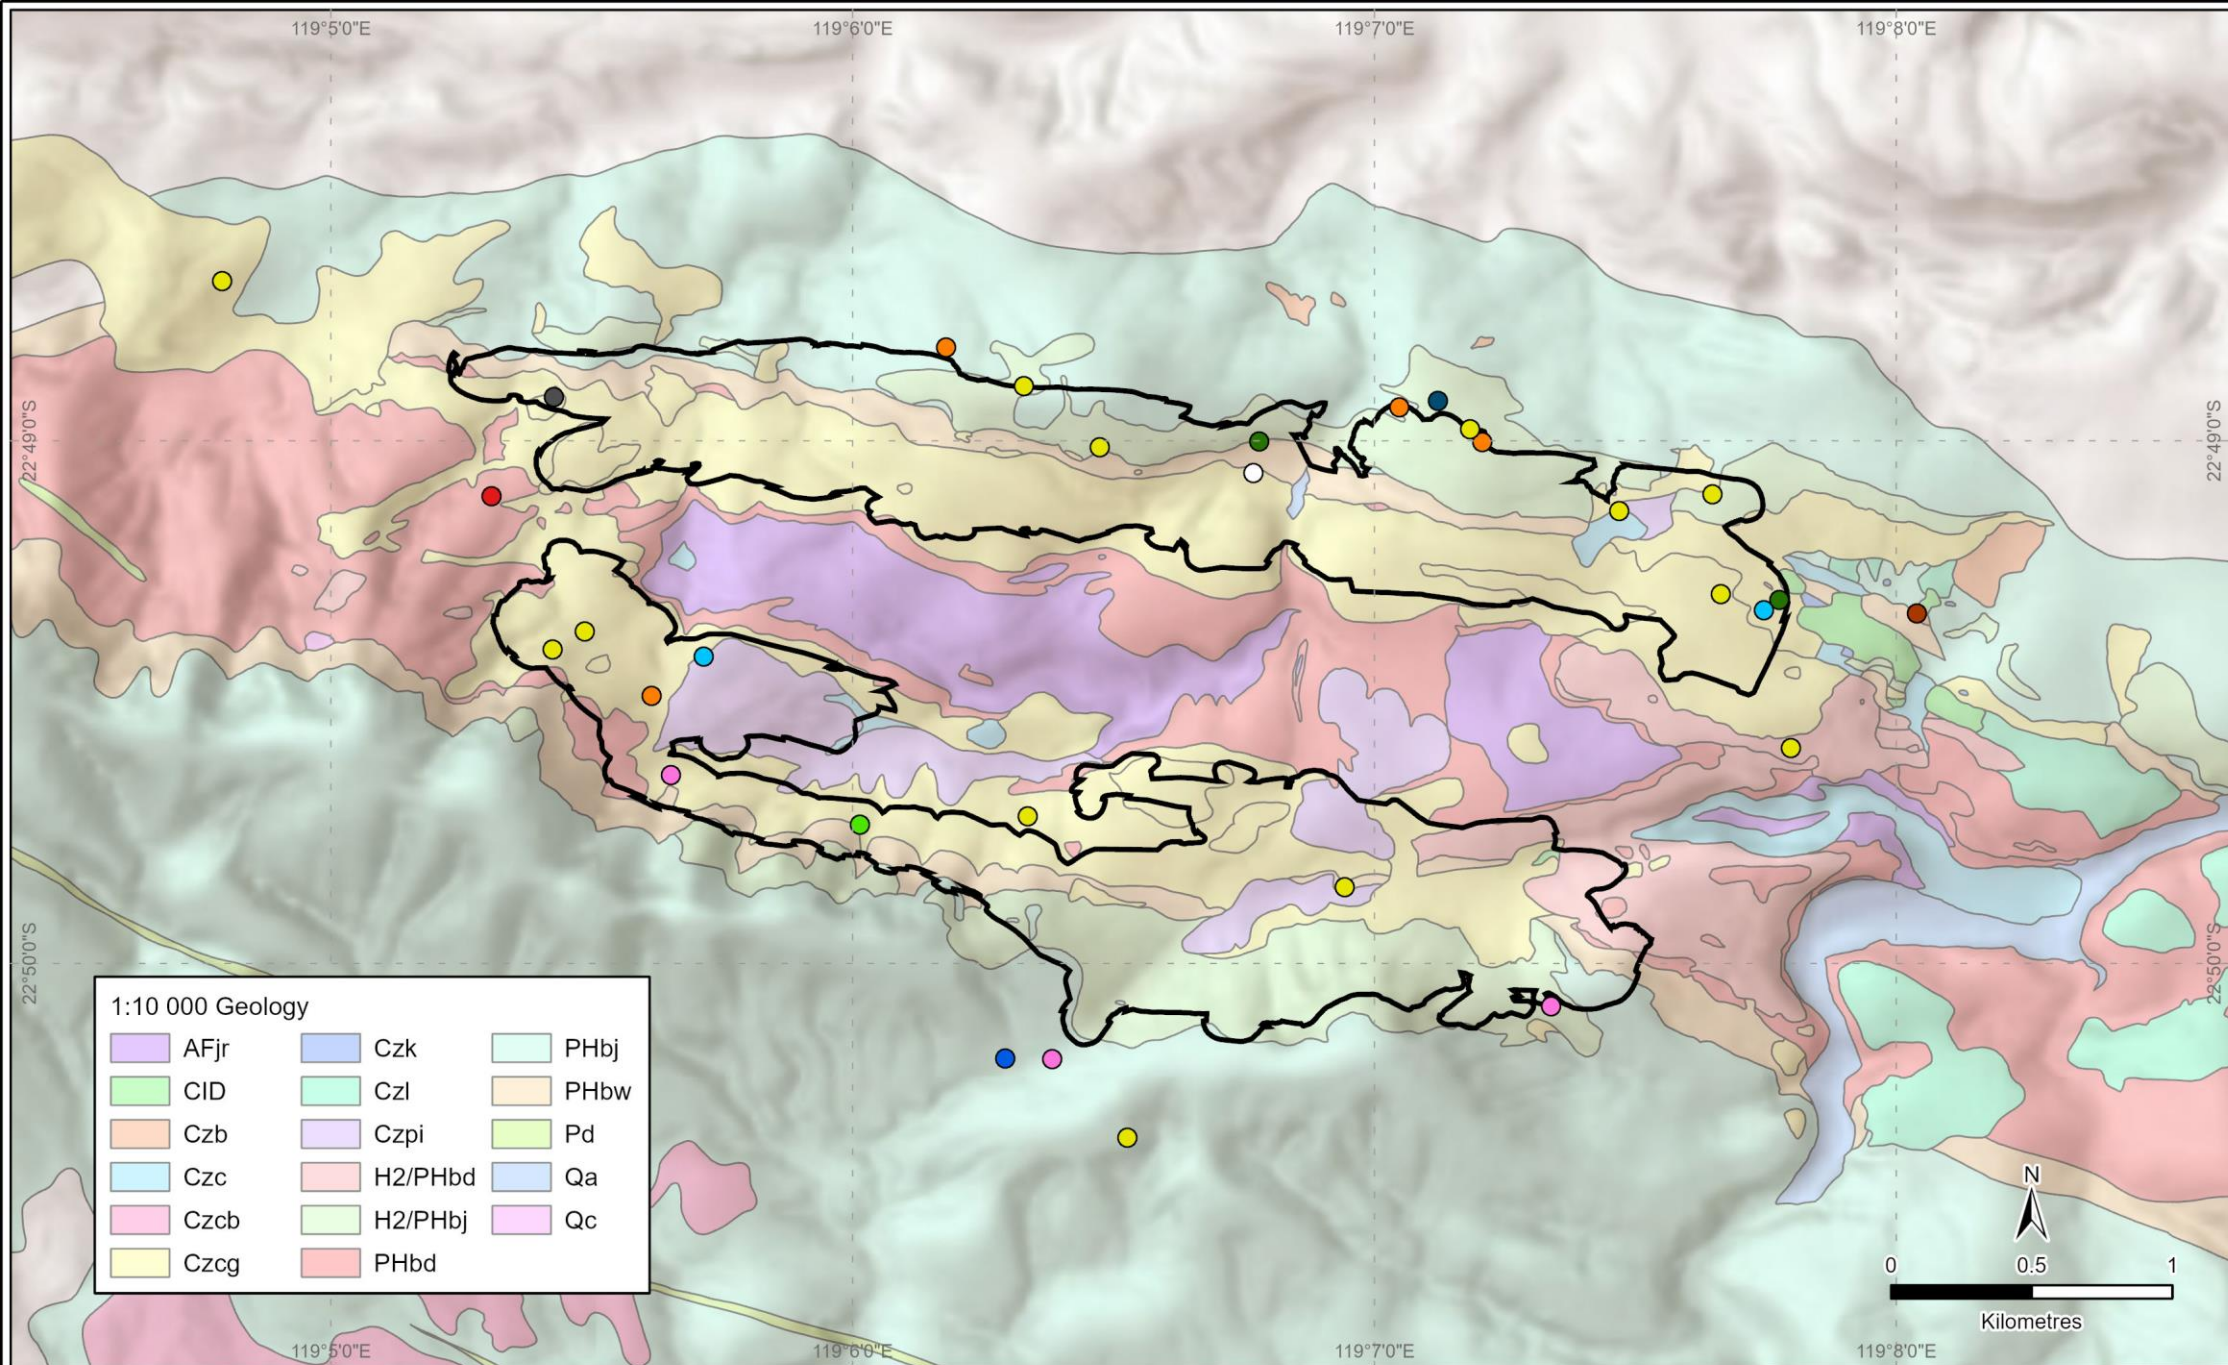 119°5'0"E 119°6'0"E 119°7'0"E 119°8'0"E
22°49'0"S 22°49'0"S
22°50'0"S 22°50'0"S
1:10 000 Geology
AFjr Czk PHbj
CID Czl PHbw
Czb Czpi Pd
Czc H2/PHbd Qa
Czcb H2/PHbj Qc
Czcg PHbd
N
0 0.5 1
Kilometres
119°5'0"E 119°6'0"E 119°7'0"E 119°8'0"E